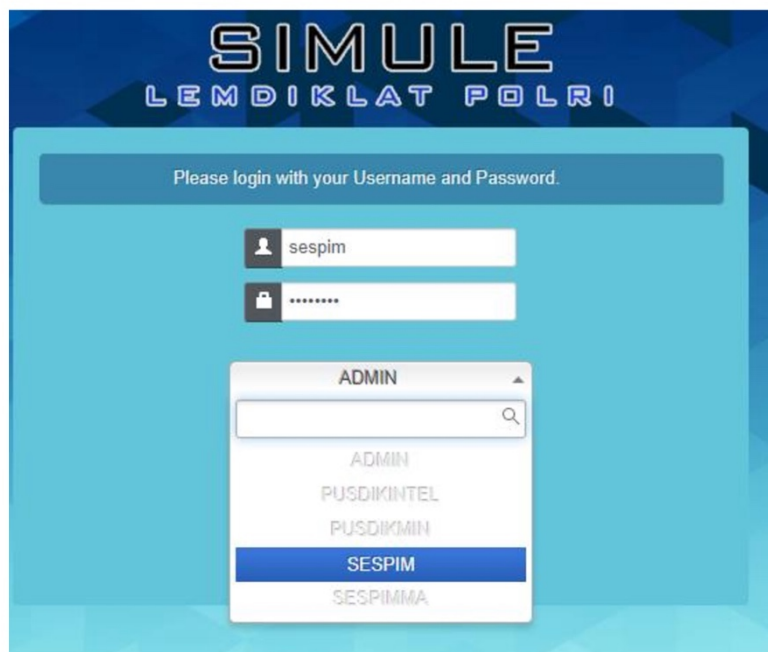 SIMULE
LEMDIKLAT POLRI
Please login with your Username and Password.
sespim
••••••••
ADMIN
ADMIN
PUSDIKINTEL
PUSDIKMIN
SESPIM
SESPIMMA